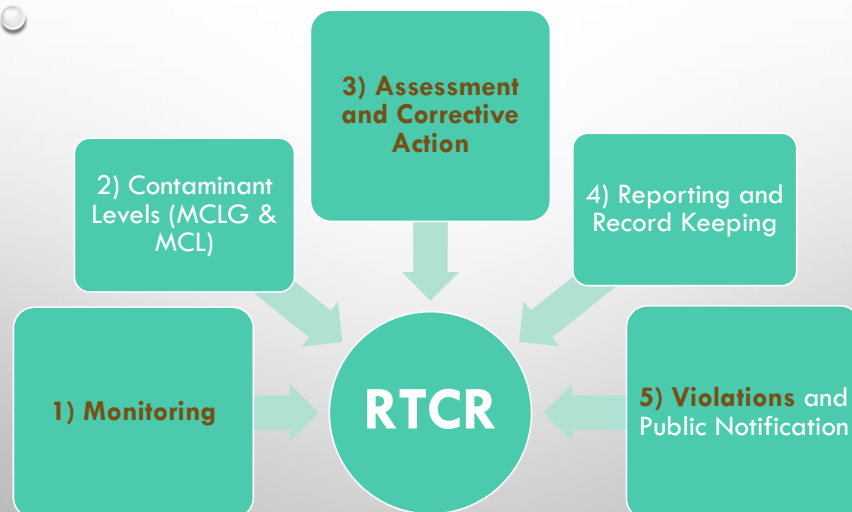 3) Assessment
and Corrective
Action
2) Contaminant
Levels (MCLG &
MCL)
4) Reporting and
Record Keeping
1) Monitoring
RTCR
5) Violations and
Public Notification